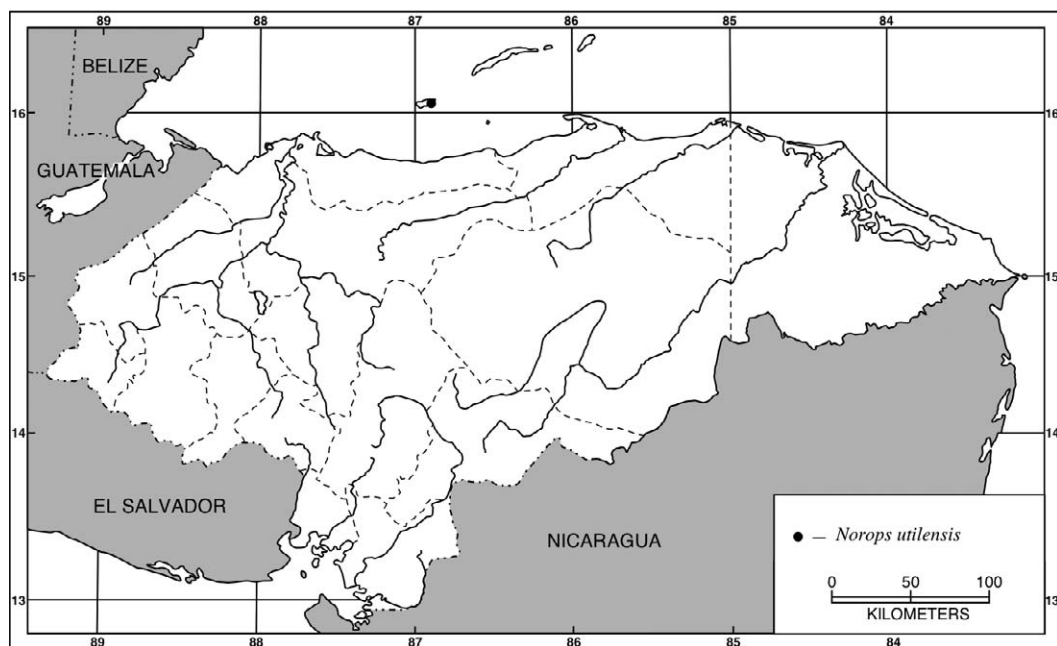 89 88 87 86 85 84
BELIZE
16 16
GUATEMALA
15 15
14 14
EL SALVADOR
NICARAGUA
● – Norops utilensis
0 50 100
KILOMETERS
13 13
89 88 87 86 85 84